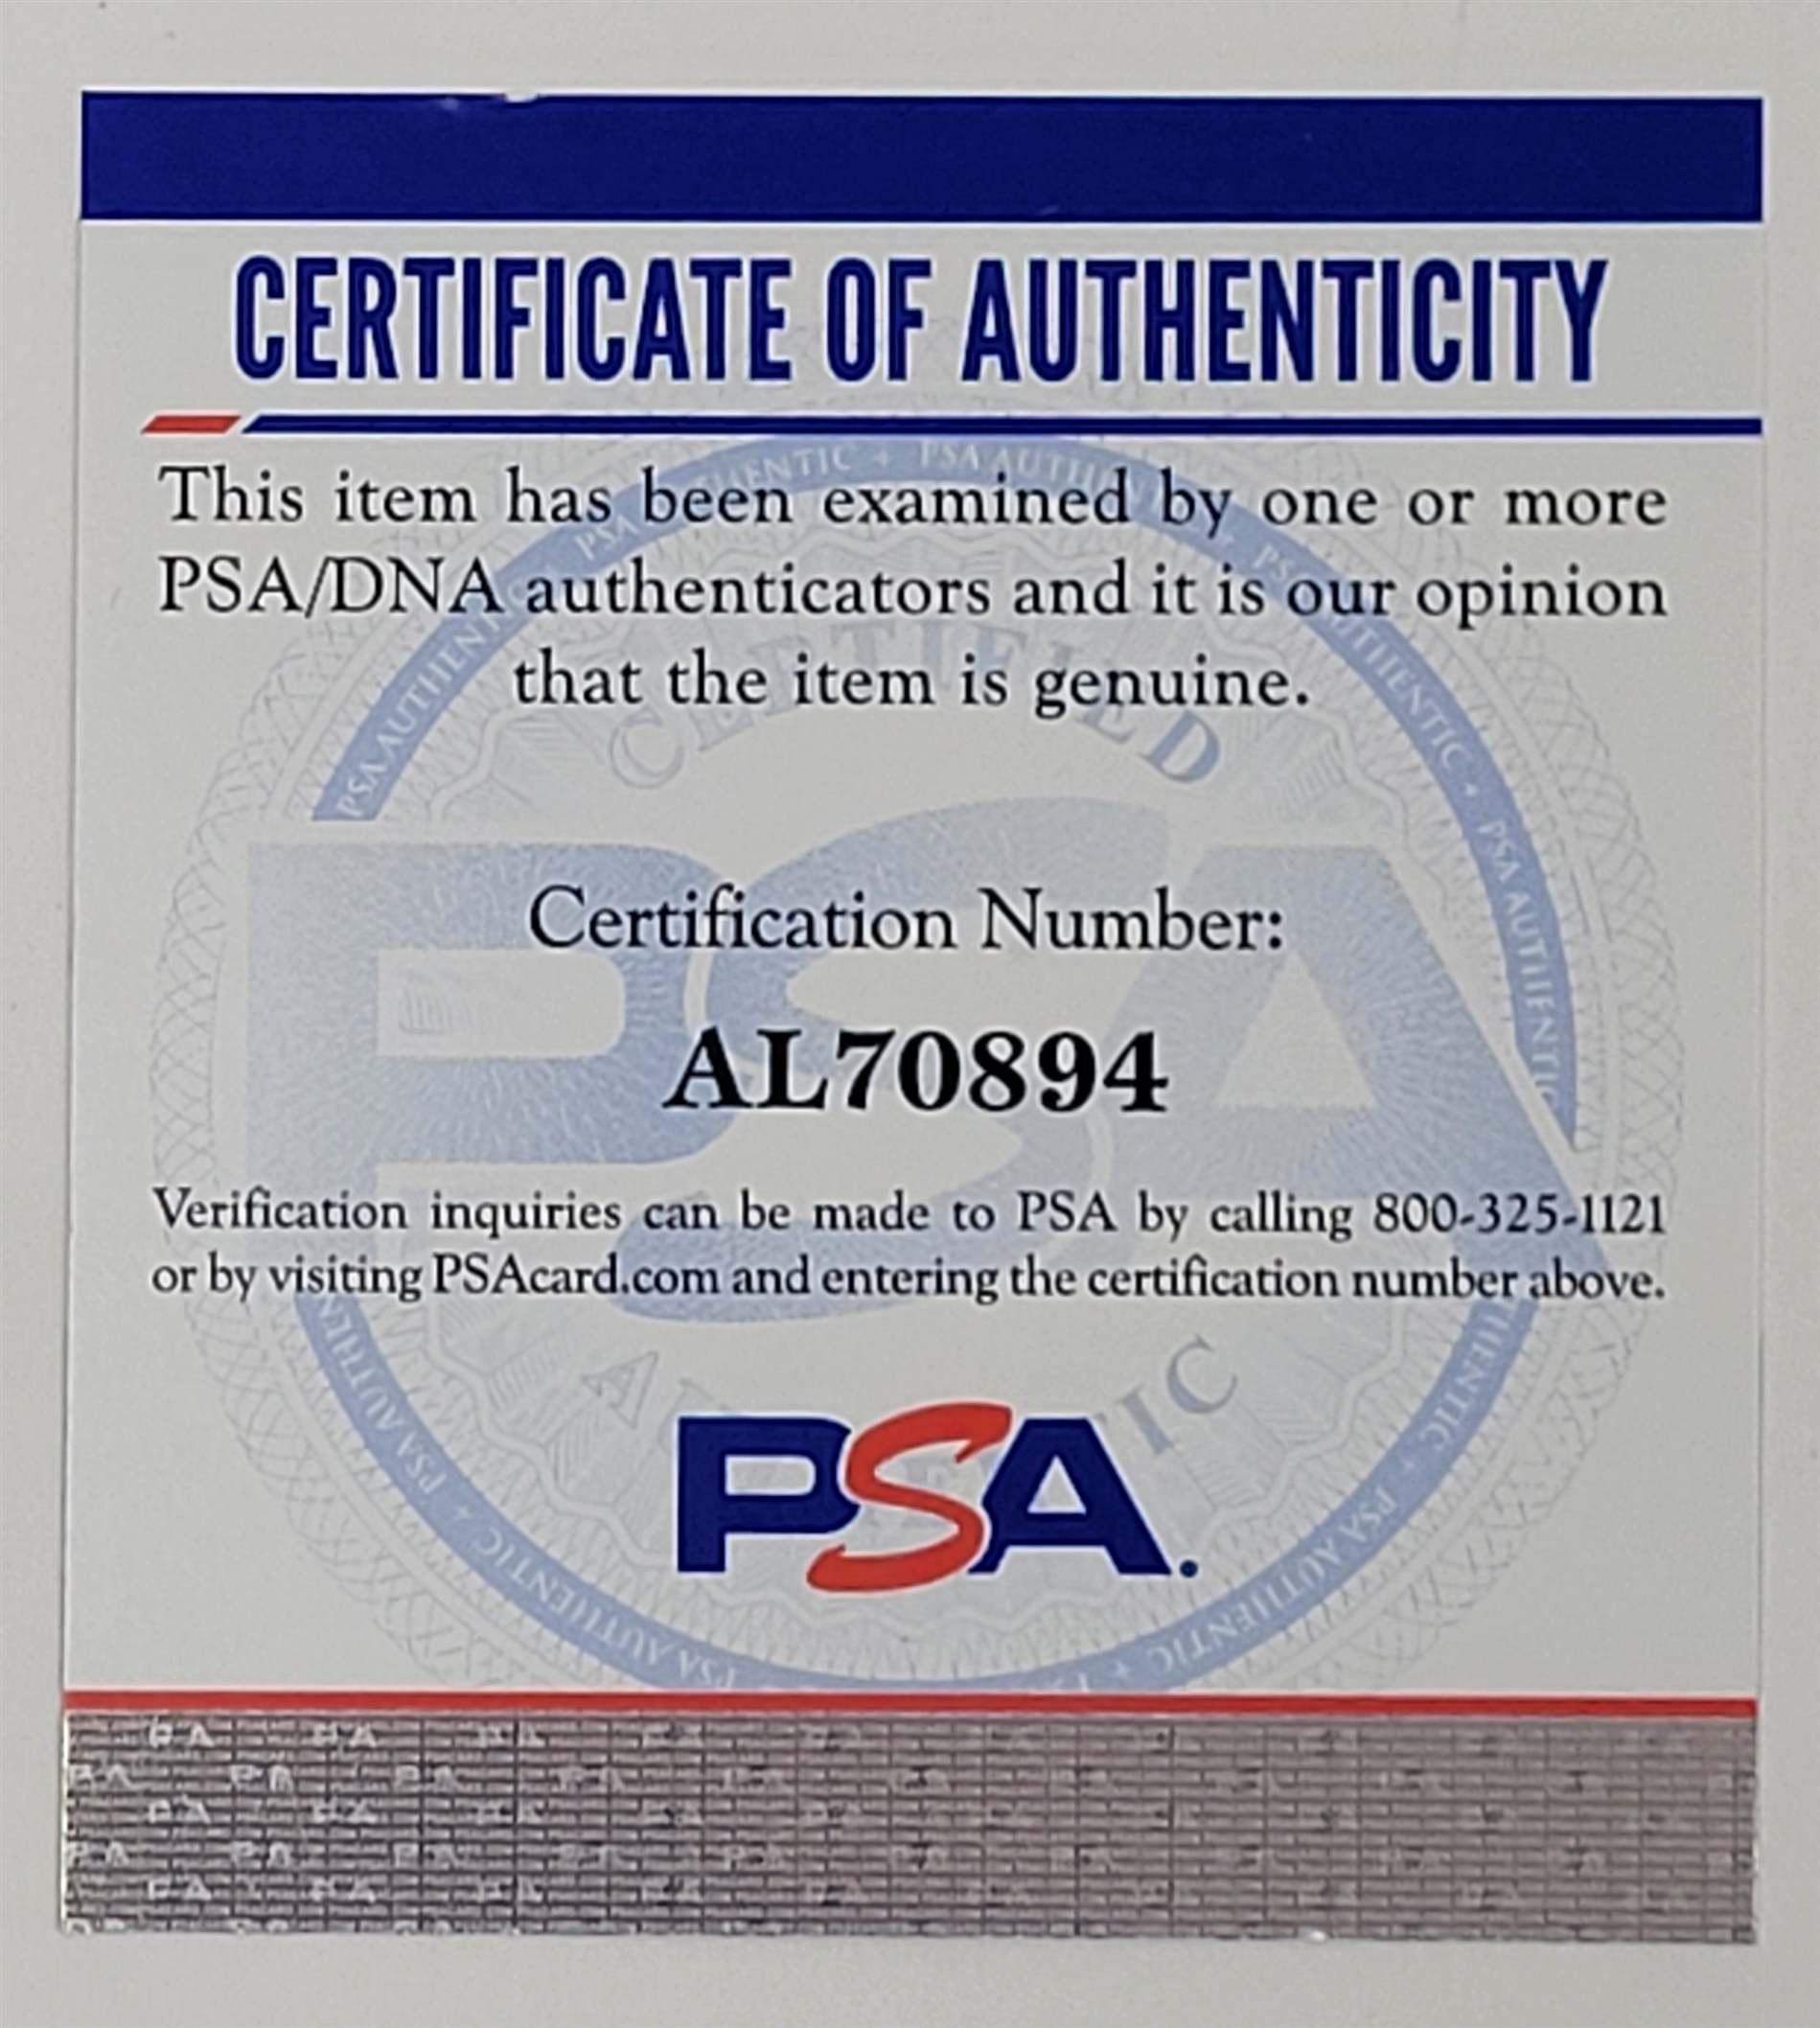 CERTIFICATE OF AUTHENTICITY
This item has been examined by one or more
PSA/DNA authenticators and it is our opinion
that the item is genuine.
CERTIFIED
Certification Number:
AL70894
Verification inquiries can be made to PSA by calling 800-325-1121
or by visiting PSAcard.com and entering the certification number above.
PSA